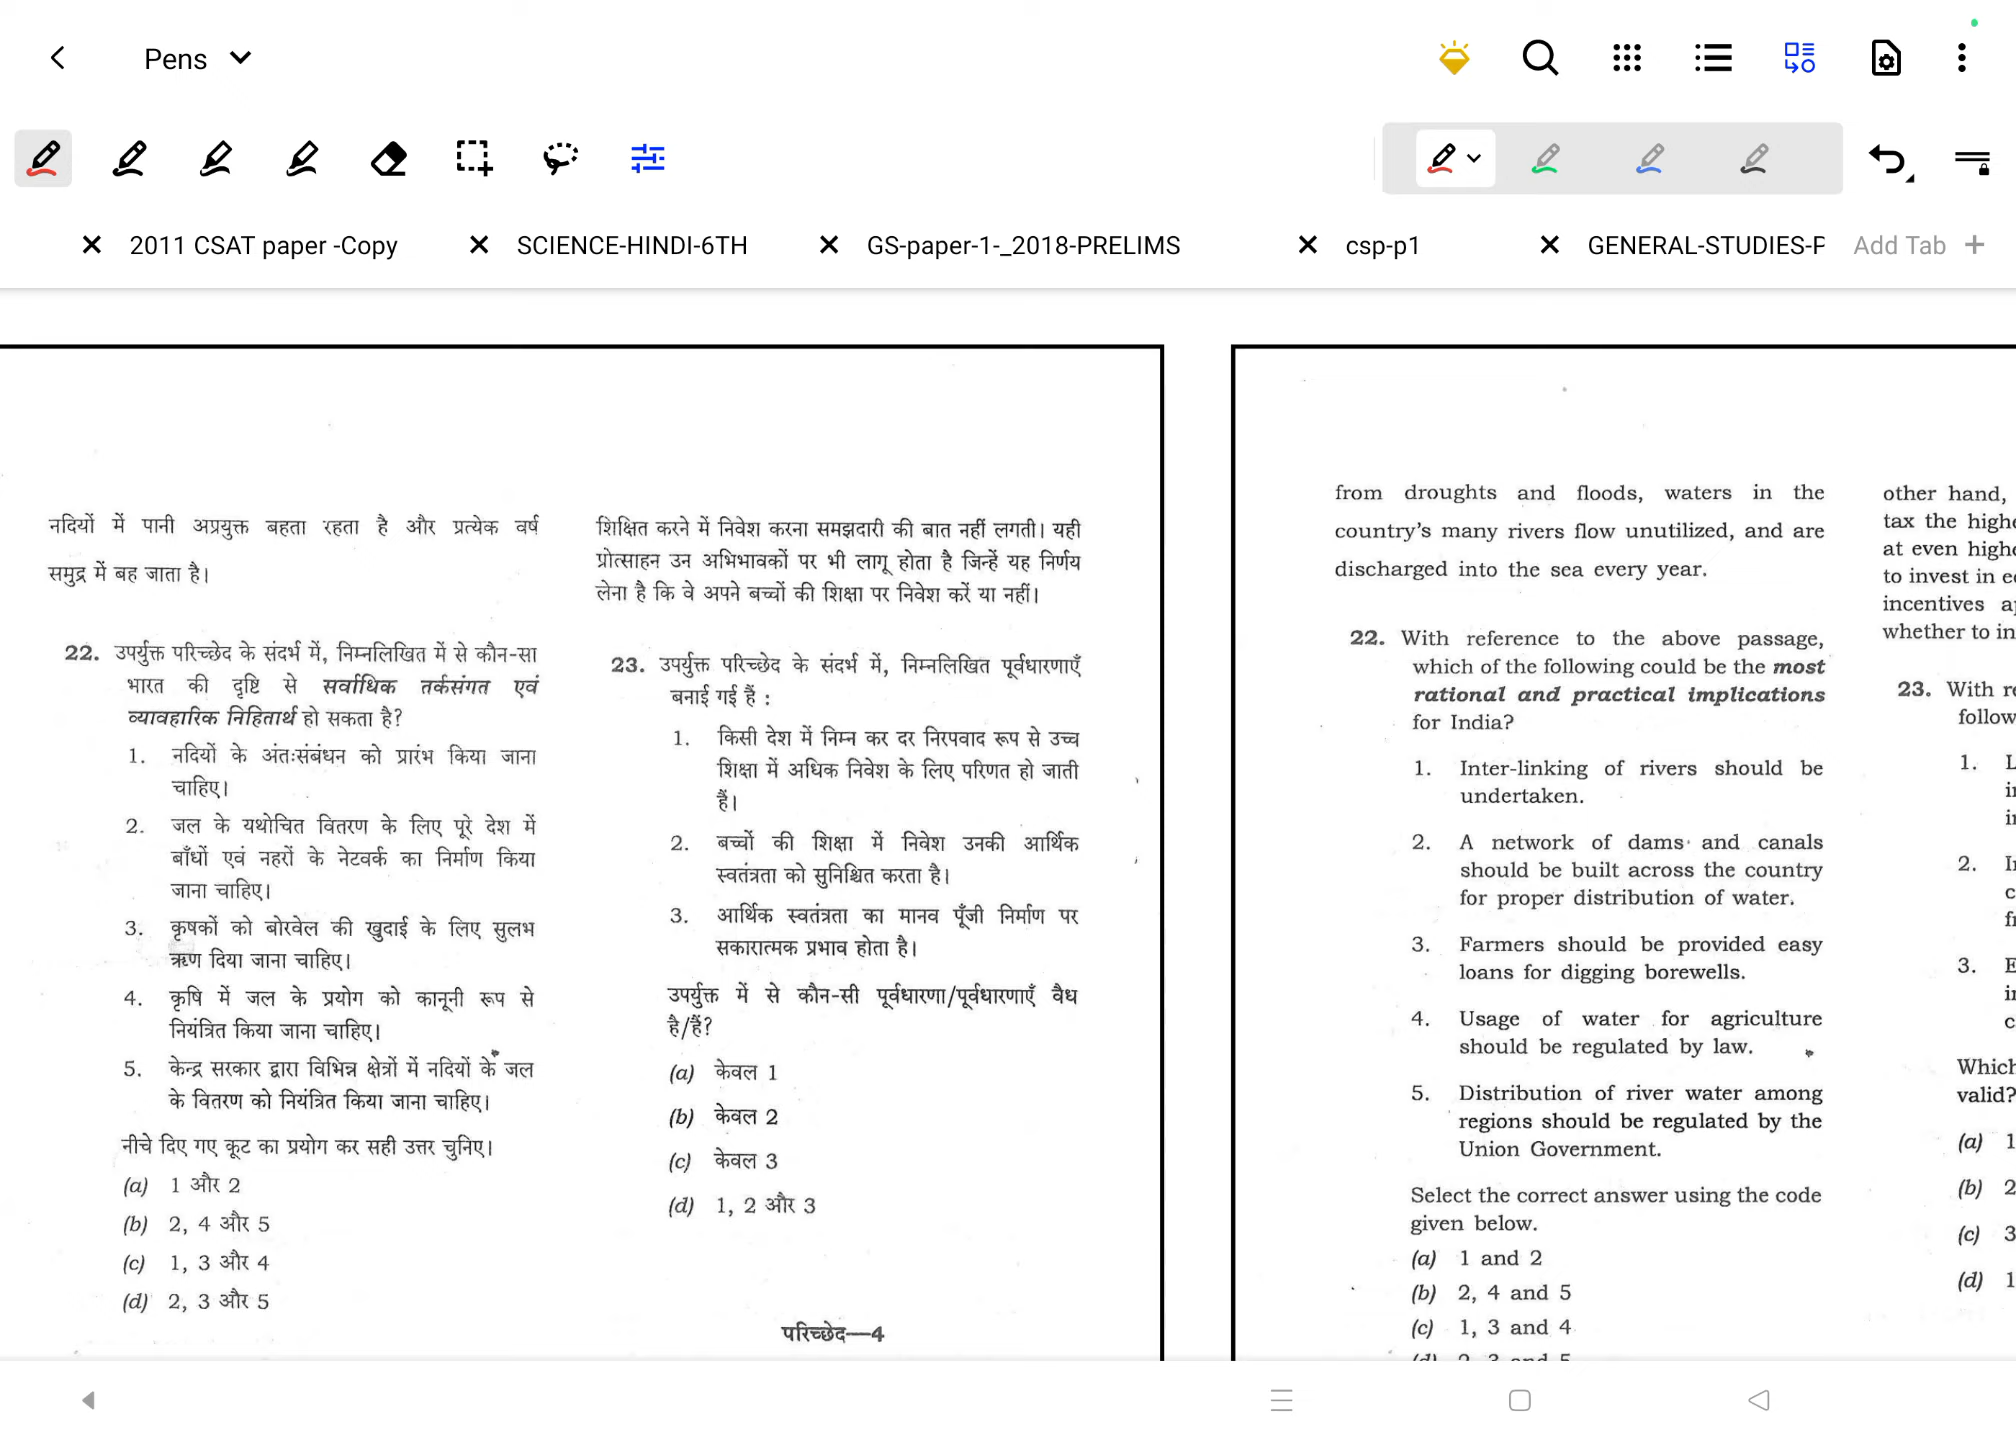 Pens
2011 CSAT paper -Copy
SCIENCE-HINDI-6TH
GS-paper-1-_2018-PRELIMS
csp-p1
GENERAL-STUDIES-P
Add Tab +
नदियों में पानी अप्रयुक्त बहता रहता है और प्रत्येक वर्ष
समुद्र में बह जाता है।
22. उपर्युक्त परिच्छेद के संदर्भ में, निम्नलिखित में से कौन-सा
भारत की दृष्टि से सर्वाधिक तर्कसंगत एवं
व्यावहारिक निहितार्थ हो सकता है?
1. नदियों के अंतःसंबंधन को प्रारंभ किया जाना
चाहिए।
2. जल के यथोचित वितरण के लिए पूरे देश में
बाँधों एवं नहरों के नेटवर्क का निर्माण किया
जाना चाहिए।
3. कृषकों को बोरवेल की खुदाई के लिए सुलभ
ऋण दिया जाना चाहिए।
4. कृषि में जल के प्रयोग को कानूनी रूप से
नियंत्रित किया जाना चाहिए।
5. केन्द्र सरकार द्वारा विभिन्न क्षेत्रों में नदियों के जल
के वितरण को नियंत्रित किया जाना चाहिए।
नीचे दिए गए कूट का प्रयोग कर सही उत्तर चुनिए।
(a) 1 और 2
(b) 2, 4 और 5
(c) 1, 3 और 4
(d) 2, 3 और 5
शिक्षित करने में निवेश करना समझदारी की बात नहीं लगती। यही
प्रोत्साहन उन अभिभावकों पर भी लागू होता है जिन्हें यह निर्णय
लेना है कि वे अपने बच्चों की शिक्षा पर निवेश करें या नहीं।
23. उपर्युक्त परिच्छेद के संदर्भ में, निम्नलिखित पूर्वधारणाएँ
बनाई गई हैं :
1. किसी देश में निम्न कर दर निरपवाद रूप से उच्च
शिक्षा में अधिक निवेश के लिए परिणत हो जाती
हैं।
2. बच्चों की शिक्षा में निवेश उनकी आर्थिक
स्वतंत्रता को सुनिश्चित करता है।
3. आर्थिक स्वतंत्रता का मानव पूँजी निर्माण पर
सकारात्मक प्रभाव होता है।
उपर्युक्त में से कौन-सी पूर्वधारणा/पूर्वधारणाएँ वैध
है/हैं?
(a) केवल 1
(b) केवल 2
(c) केवल 3
(d) 1, 2 और 3
परिच्छेद—4
from droughts and floods, waters in the
country's many rivers flow unutilized, and are
discharged into the sea every year.
22. With reference to the above passage,
which of the following could be the most
rational and practical implications
for India?
1. Inter-linking of rivers should be
undertaken.
2. A network of dams and canals
should be built across the country
for proper distribution of water.
3. Farmers should be provided easy
loans for digging borewells.
4. Usage of water for agriculture
should be regulated by law.
5. Distribution of river water among
regions should be regulated by the
Union Government.
Select the correct answer using the code
given below.
(a) 1 and 2
(b) 2, 4 and 5
(c) 1, 3 and 4
(d) 2, 3 and 5
other hand,
tax the
at even
to invest in
incentives
whether to
23. With
1.
2.
3.
Which
valid?
(a) 1
(b) 2
(c) 3
(d) 1